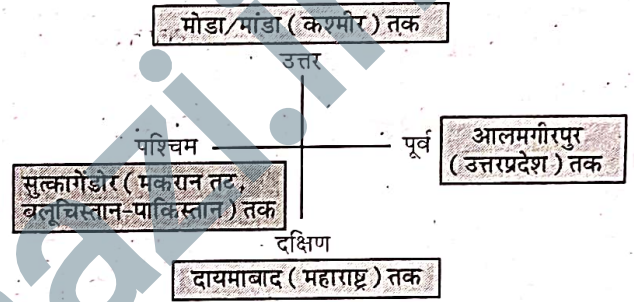 मोडा/मांडा (कश्मीर) तक
उत्तर
पश्चिम
पूर्व
आलमगीरपुर
(उत्तरप्रदेश) तक
सुत्कागेंडोर (मकरान तट,
बलूचिस्तान-पाकिस्तान) तक
दक्षिण
दायमाबाद (महाराष्ट्र) तक